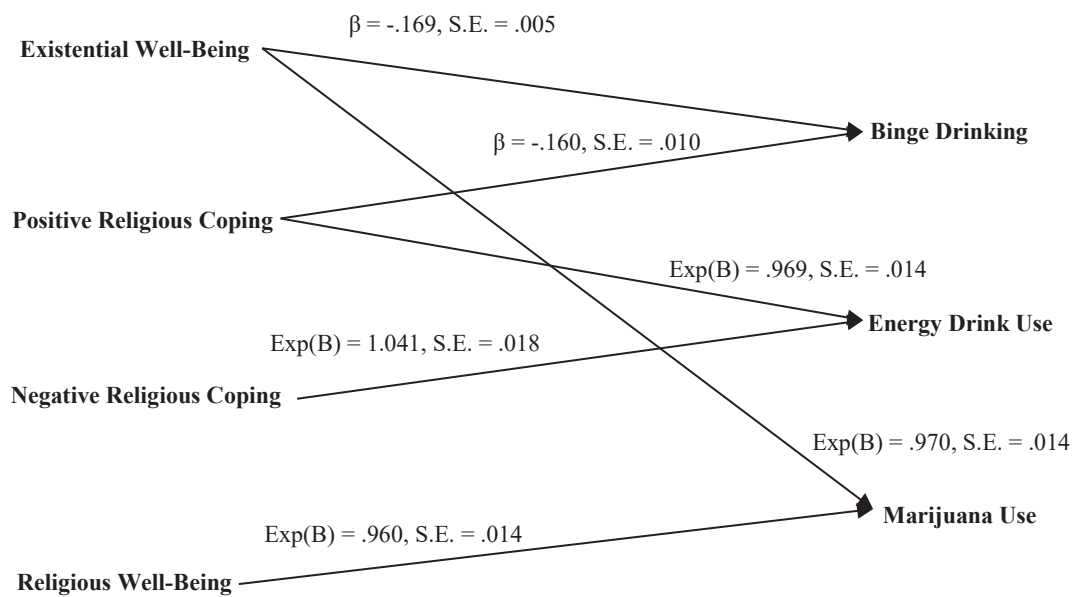 β = -.169, S.E. = .005
Existential Well-Being
Binge Drinking
β = -.160, S.E. = .010
Positive Religious Coping
Exp(B) = .969, S.E. = .014
Energy Drink Use
Exp(B) = 1.041, S.E. = .018
Negative Religious Coping
Exp(B) = .970, S.E. = .014
Marijuana Use
Exp(B) = .960, S.E. = .014
Religious Well-Being